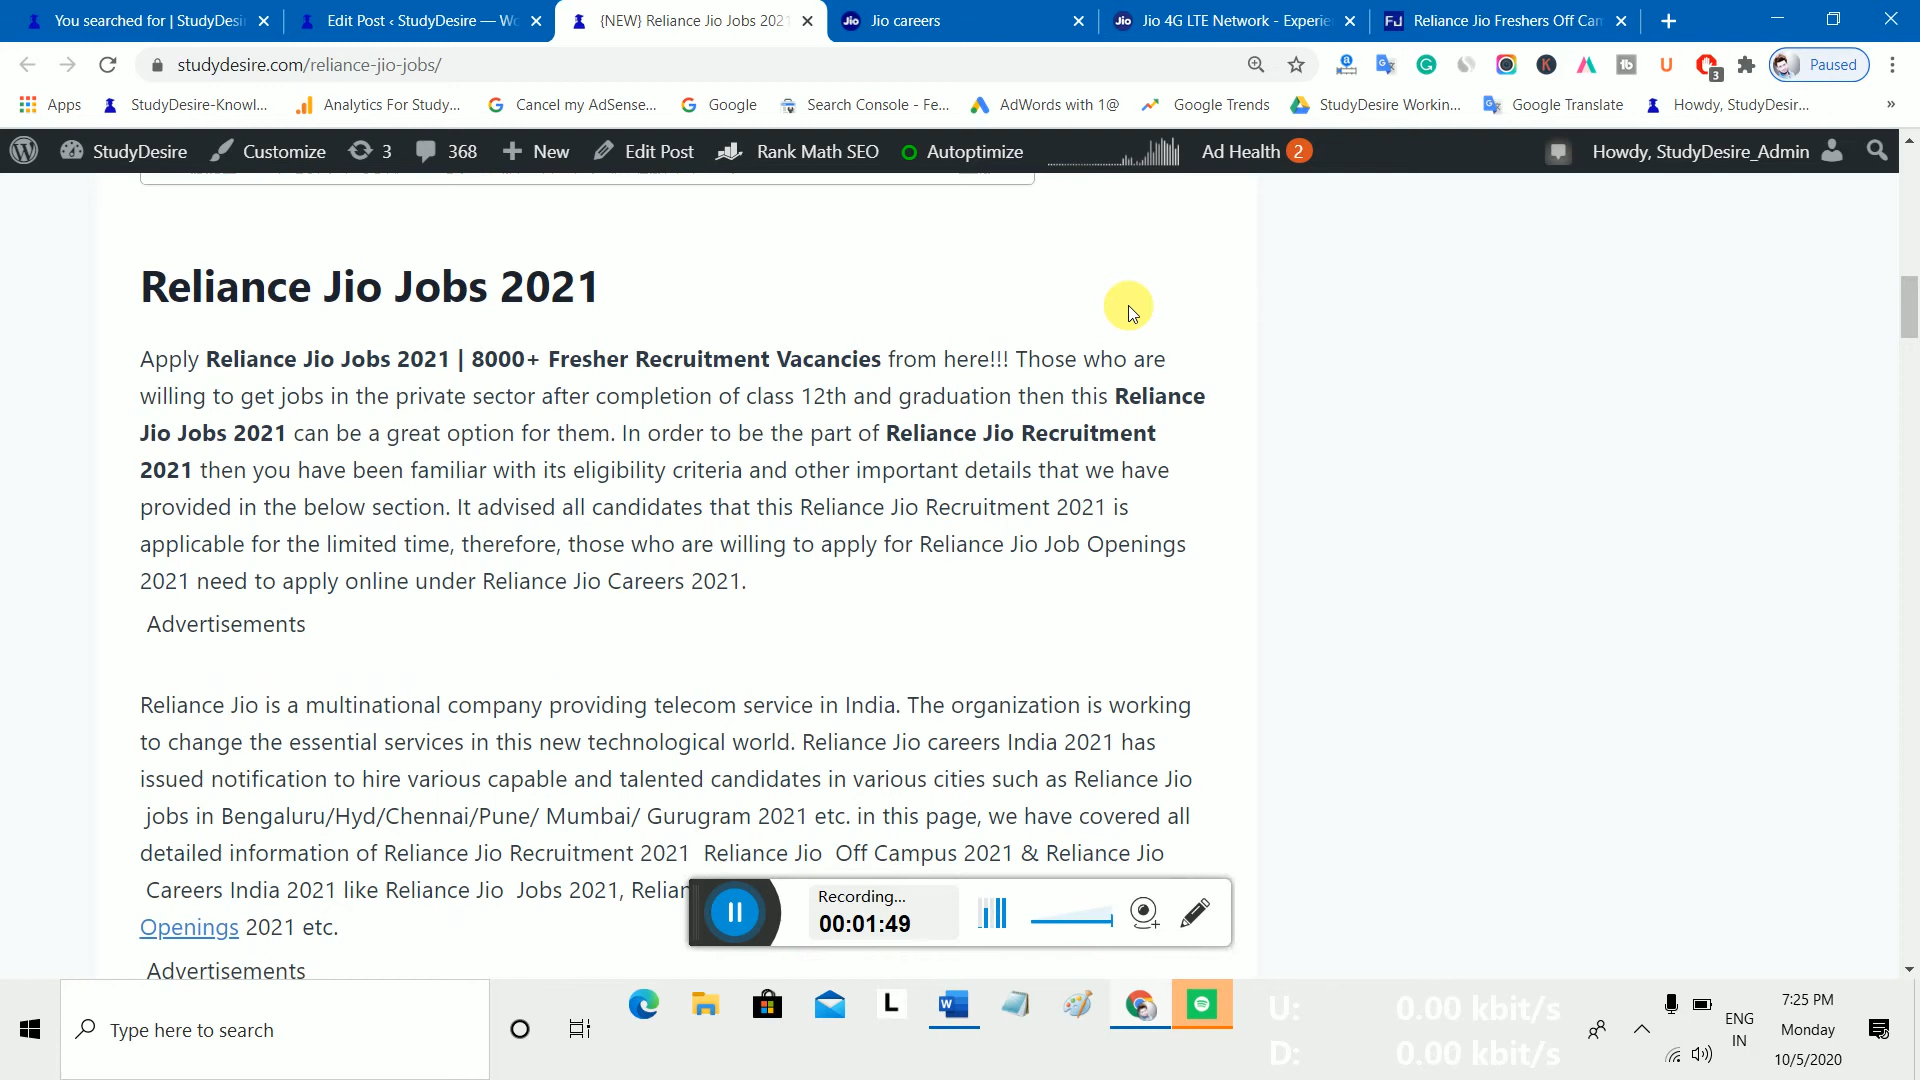 You searched for | StudyDesi
Edit Post ‹ StudyDesire — Wo
{NEW} Reliance Jio Jobs 2021
Jio careers
Jio 4G LTE Network - Experie
Reliance Jio Freshers Off Cam
studydesire.com/reliance-jio-jobs/
3
Paused
Apps
StudyDesire-Knowl...
Analytics For Study...
Cancel my AdSense...
Google
Search Console - Fe...
AdWords with 1@
Google Trends
StudyDesire Workin...
Google Translate
Howdy, StudyDesir...
»
StudyDesire
Customize
3
368
New
Edit Post
Rank Math SEO
Autoptimize
Ad Health 2
Howdy, StudyDesire_Admin
Reliance Jio Jobs 2021
Apply Reliance Jio Jobs 2021 | 8000+ Fresher Recruitment Vacancies from here!!! Those who are
willing to get jobs in the private sector after completion of class 12th and graduation then this Reliance
Jio Jobs 2021 can be a great option for them. In order to be the part of Reliance Jio Recruitment
2021 then you have been familiar with its eligibility criteria and other important details that we have
provided in the below section. It advised all candidates that this Reliance Jio Recruitment 2021 is
applicable for the limited time, therefore, those who are willing to apply for Reliance Jio Job Openings
2021 need to apply online under Reliance Jio Careers 2021.
Advertisements
Reliance Jio is a multinational company providing telecom service in India. The organization is working
to change the essential services in this new technological world. Reliance Jio careers India 2021 has
issued notification to hire various capable and talented candidates in various cities such as Reliance Jio
jobs in Bengaluru/Hyd/Chennai/Pune/ Mumbai/ Gurugram 2021 etc. in this page, we have covered all
detailed information of Reliance Jio Recruitment 2021 Reliance Jio Off Campus 2021 & Reliance Jio
Careers India 2021 like Reliance Jio Jobs 2021, Relian
Openings 2021 etc.
Advertisements
Recording...
00:01:49
Type here to search
U: 0.00 kbit/s
D: 0.00 kbit/s
ENG
IN
7:25 PM
Monday
10/5/2020